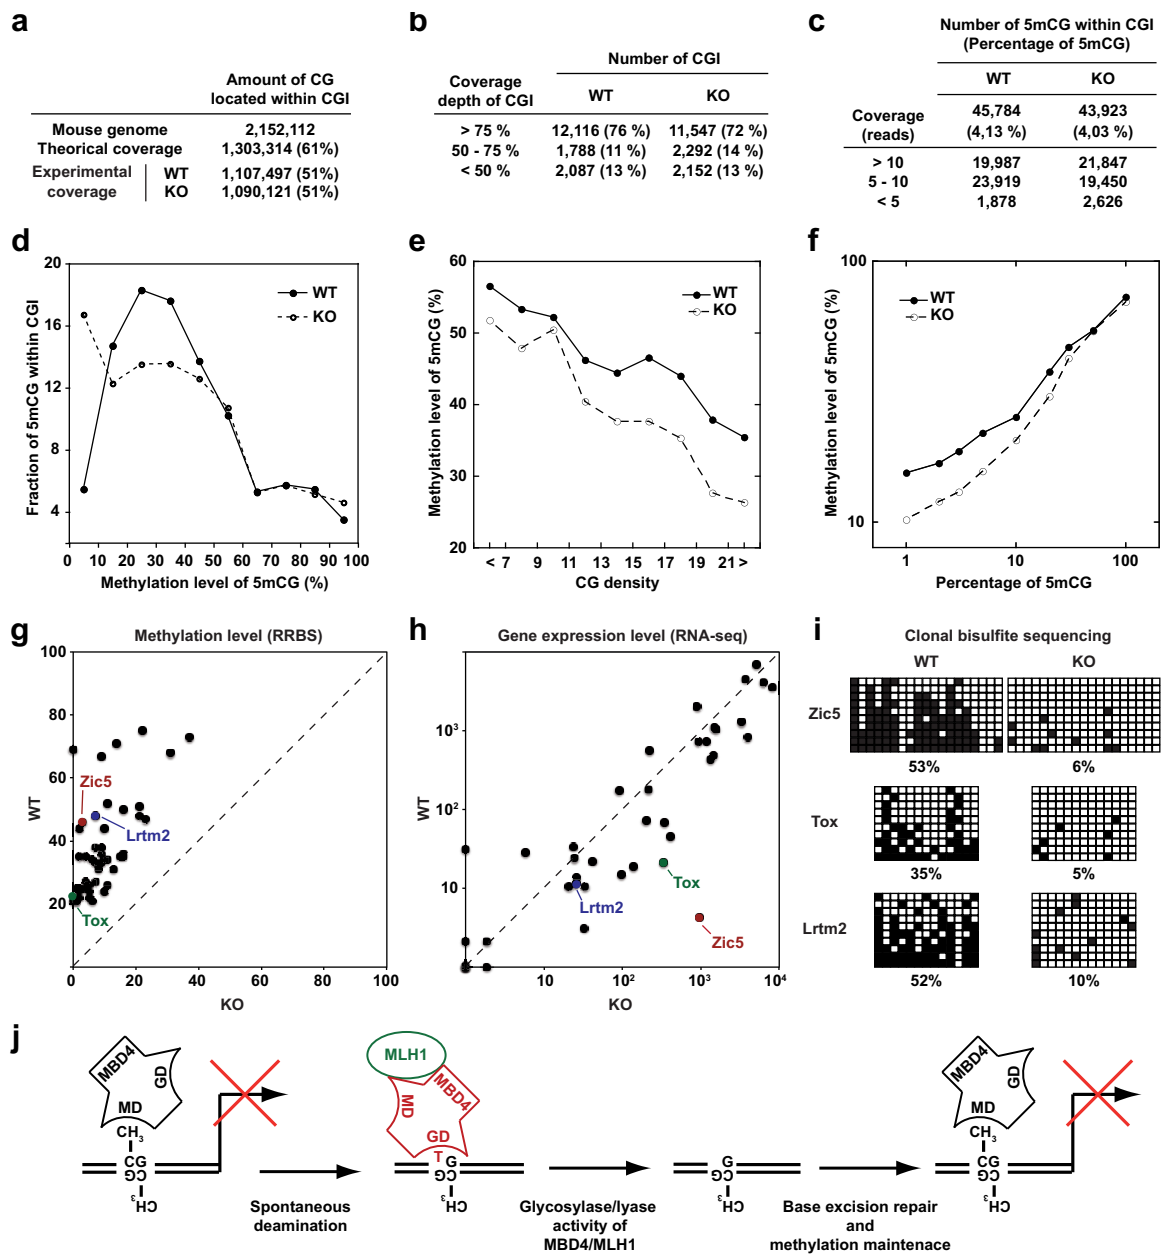 a
Amount of CG
located within CGI
Mouse genome 2,152,112
Theorical coverage 1,303,314 (61%)
Experimental coverage
WT 1,107,497 (51%)
KO 1,090,121 (51%)
b
Number of CGI
Coverage depth of CGI
WT KO
> 75 % 12,116 (76 %) 11,547 (72 %)
50 - 75 % 1,788 (11 %) 2,292 (14 %)
< 50 % 2,087 (13 %) 2,152 (13 %)
c
Number of 5mCG within CGI
(Percentage of 5mCG)
WT KO
Coverage (reads)
45,784 43,923
(4,13 %) (4,03 %)
> 10 19,987 21,847
5 - 10 23,919 19,450
< 5 1,878 2,626
d
Fraction of 5mCG within CGI
20
16
12
8
4
WT
KO
0 10 20 30 40 50 60 70 80 90 100
Methylation level of 5mCG (%)
e
Methylation level of 5mCG (%)
60
50
40
30
20
WT
KO
< 7 9 11 13 15 17 19 21 >
CG density
f
Methylation level of 5mCG (%)
100
10
WT
KO
1 10 100
Percentage of 5mCG
g
Methylation level (RRBS)
WT
100
80
60
40
20
Zic5
Lrtm2
Tox
0 20 40 60 80 100
KO
h
Gene expression level (RNA-seq)
WT
10³
10²
10
Lrtm2
Tox
Zic5
10 10² 10³ 10⁴
KO
i
Clonal bisulfite sequencing
WT KO
Zic5
53% 6%
Tox
35% 5%
Lrtm2
52% 10%
j
MBD4
GD
MD
CH₃
CG
CG
CH₃
Spontaneous
deamination
MLH1
MBD4
MD
GD
T G
CG
CH₃
Glycosylase/lyase
activity of
MBD4/MLH1
G
CG
CH₃
Base excision repair
and
methylation maintenace
MBD4
GD
MD
CH₃
CG
CG
CH₃